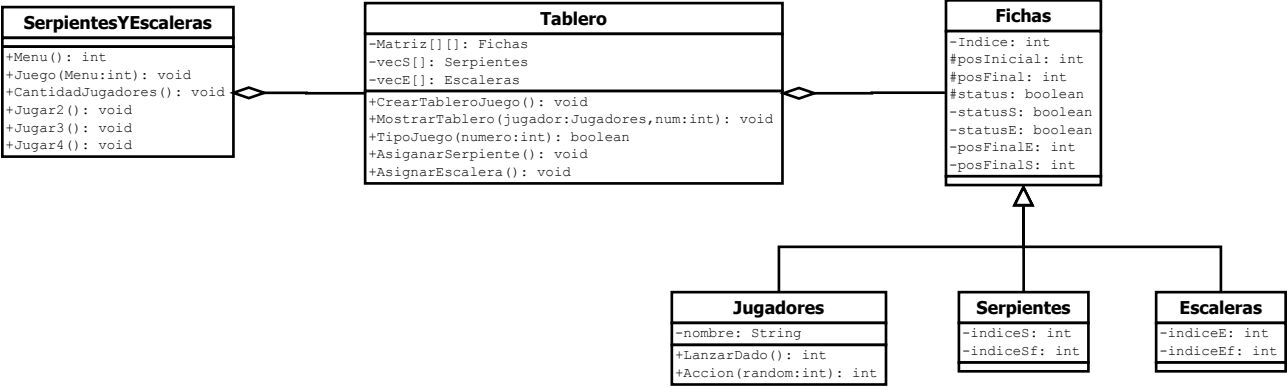 SerpientesYEscaleras
+Menu(): int
+Juego(Menu:int): void
+CantidadJugadores(): void
+Jugar2(): void
+Jugar3(): void
+Jugar4(): void
Tablero
-Matriz[][]: Fichas
-vecS[]: Serpientes
-vecE[]: Escaleras
+CrearTableroJuego(): void
+MostrarTablero(jugador:Jugadores,num:int): void
+TipoJuego(numero:int): boolean
+AsiganarSerpiente(): void
+AsignarEscalera(): void
Fichas
-Indice: int
#posInicial: int
#posFinal: int
#status: boolean
-statusS: boolean
-statusE: boolean
-posFinalE: int
-posFinalS: int
Jugadores
-nombre: String
+LanzarDado(): int
+Accion(random:int): int
Serpientes
-indiceS: int
-indiceSf: int
Escaleras
-indiceE: int
-indiceEf: int